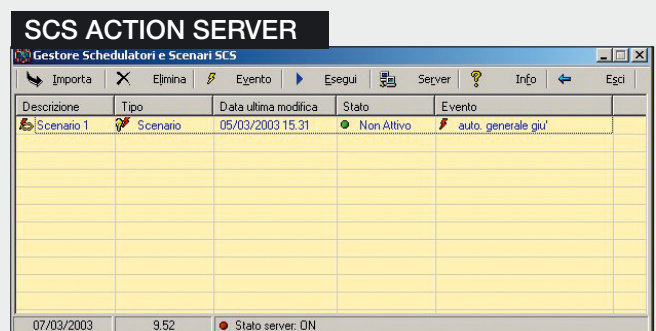 SCS ACTION SERVER
Gestore Schedulatori e Scenari SCS
Importa Elimina Evento Esegui Server Info Esci
Descrizione Tipo Data ultima modifica Stato Evento
Scenario 1 Scenario 05/03/2003 15.31 Non Attivo auto. generale giu'
07/03/2003 9.52 Stato server: ON